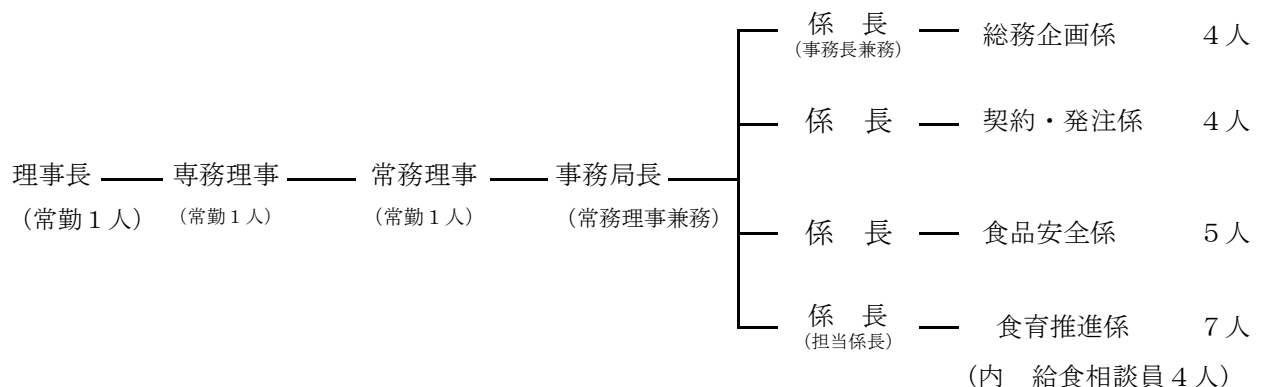 係　長 総務企画係 ４人
（事務長兼務）
係　長 契約・発注係 ４人
理事長 専務理事 常務理事 事務局長
（常勤１人） （常勤１人） （常勤１人） （常務理事兼務）
係　長 食品安全係 ５人
係　長 食育推進係 ７人
（担当係長）
（内　給食相談員４人）